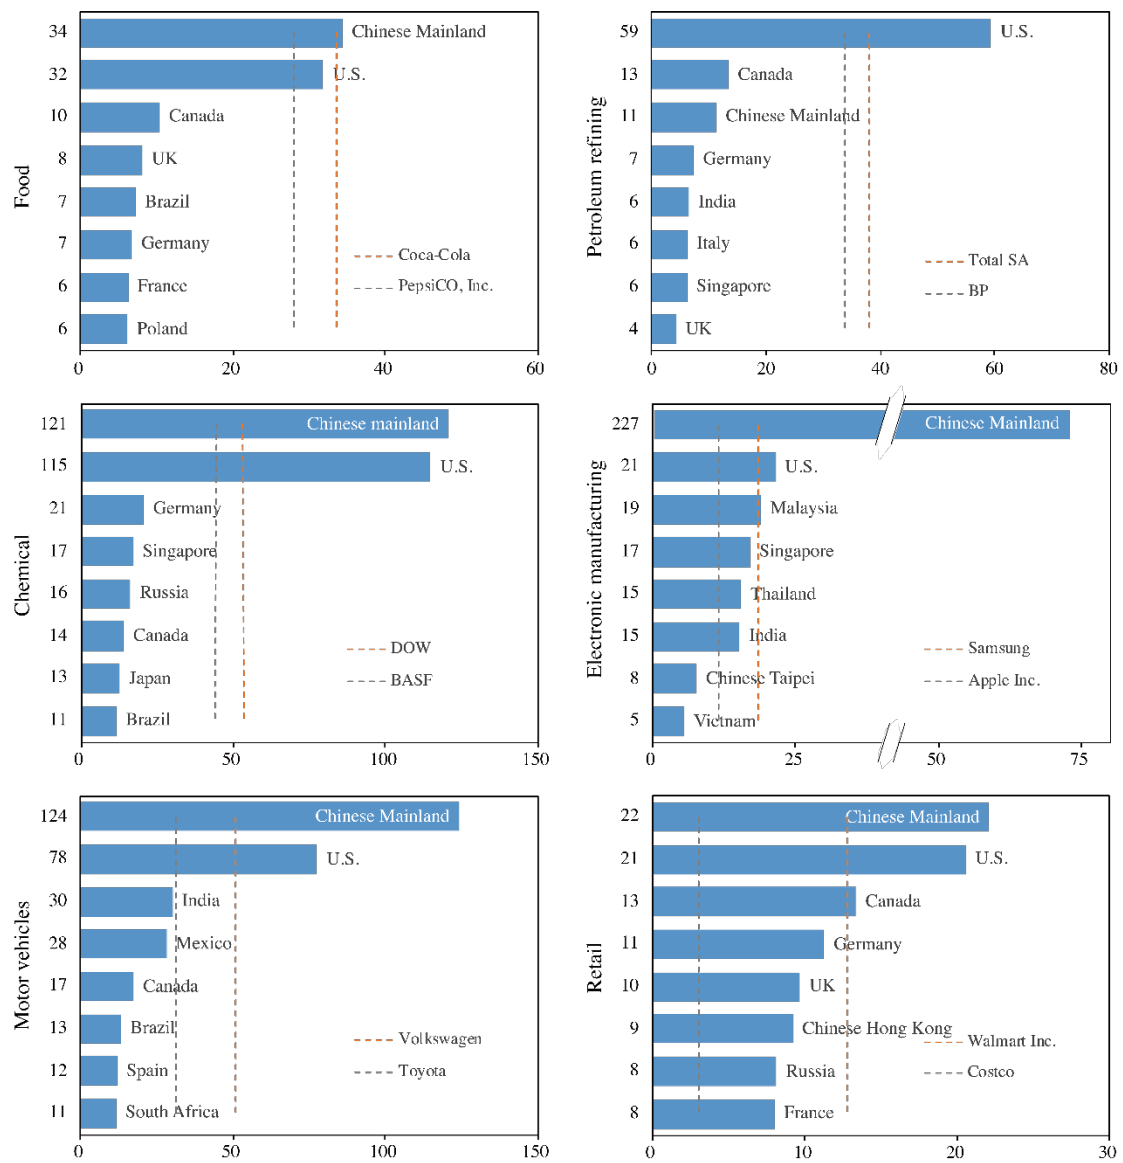 Food
34 Chinese Mainland
32 U.S.
10 Canada
8 UK
7 Brazil
7 Germany
6 France
6 Poland
Coca-Cola
PepsiCO, Inc.
0 20 40 60
Petroleum refining
59 U.S.
13 Canada
11 Chinese Mainland
7 Germany
6 India
6 Italy
6 Singapore
4 UK
Total SA
BP
0 20 40 60 80
Chemical
121 Chinese mainland
115 U.S.
21 Germany
17 Singapore
16 Russia
14 Canada
13 Japan
11 Brazil
DOW
BASF
0 50 100 150
Electronic manufacturing
227 Chinese Mainland
21 U.S.
19 Malaysia
17 Singapore
15 Thailand
15 India
8 Chinese Taipei
5 Vietnam
Samsung
Apple Inc.
0 25 50 75
Motor vehicles
124 Chinese Mainland
78 U.S.
30 India
28 Mexico
17 Canada
13 Brazil
12 Spain
11 South Africa
Volkswagen
Toyota
0 50 100 150
Retail
22 Chinese Mainland
21 U.S.
13 Canada
11 Germany
10 UK
9 Chinese Hong Kong
8 Russia
8 France
Walmart Inc.
Costco
0 10 20 30